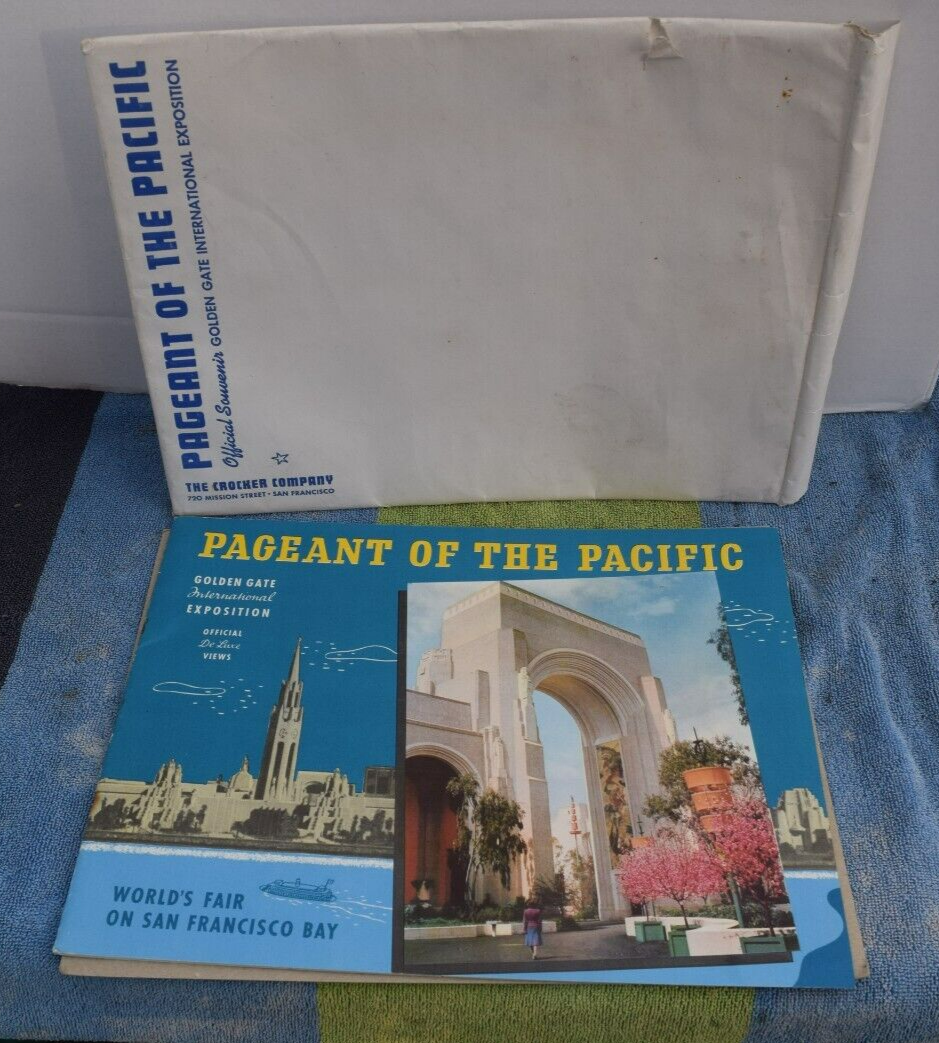 PAGEANT OF THE PACIFIC
Official Souvenir GOLDEN GATE INTERNATIONAL EXPOSITION
THE CROCKER COMPANY
720 MISSION STREET • SAN FRANCISCO
PAGEANT OF THE PACIFIC
GOLDEN GATE
International
EXPOSITION
OFFICIAL
De Luxe
VIEWS
WORLD'S FAIR
ON SAN FRANCISCO BAY